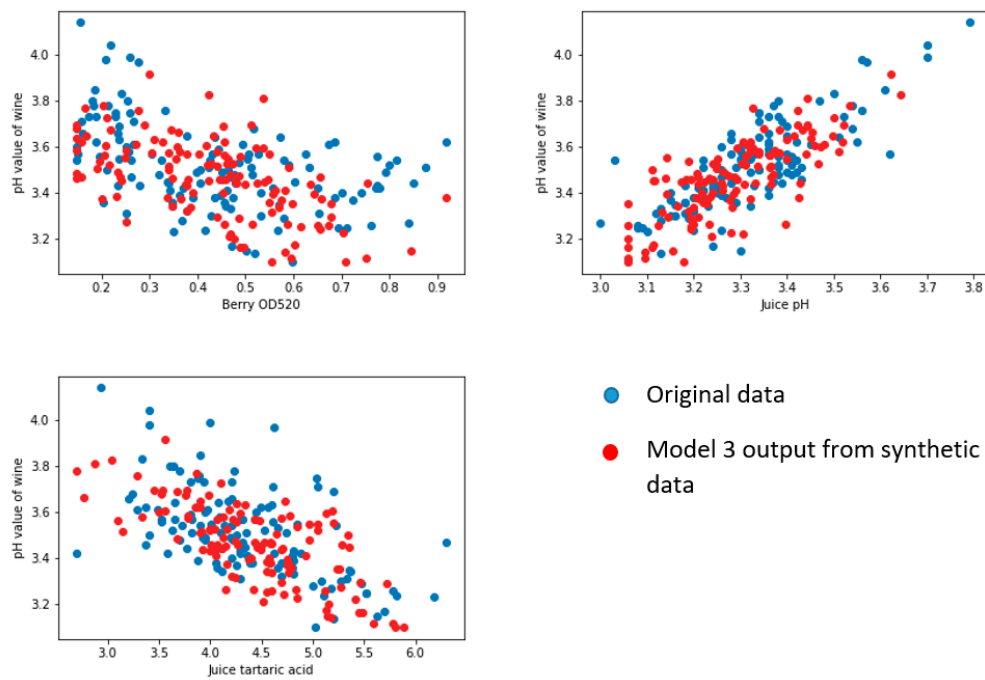 pH value of wine
4.0
3.8
3.6
3.4
3.2
0.2 0.3 0.4 0.5 0.6 0.7 0.8 0.9
Berry OD520
pH value of wine
4.0
3.8
3.6
3.4
3.2
3.0 3.1 3.2 3.3 3.4 3.5 3.6 3.7 3.8
Juice pH
pH value of wine
4.0
3.8
3.6
3.4
3.2
3.0 3.5 4.0 4.5 5.0 5.5 6.0
Juice tartaric acid
Original data
Model 3 output from synthetic
data